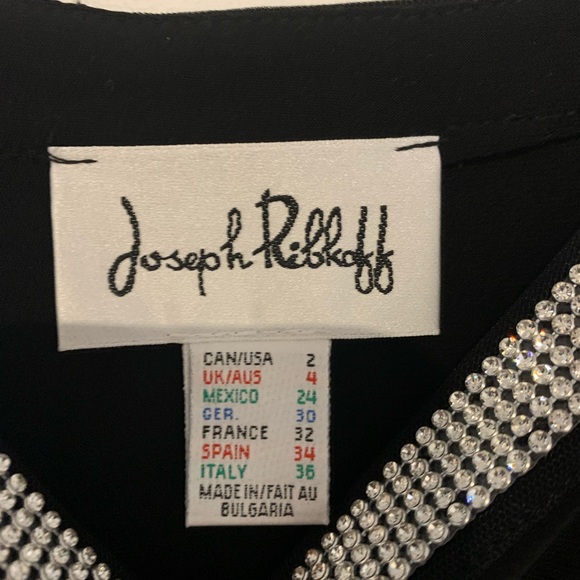 Joseph Ribkoff
CAN/USA 2
UK/AUS 4
MEXICO 24
GER. 30
FRANCE 32
SPAIN 34
ITALY 36
MADE IN/FAIT AU
BULGARIA